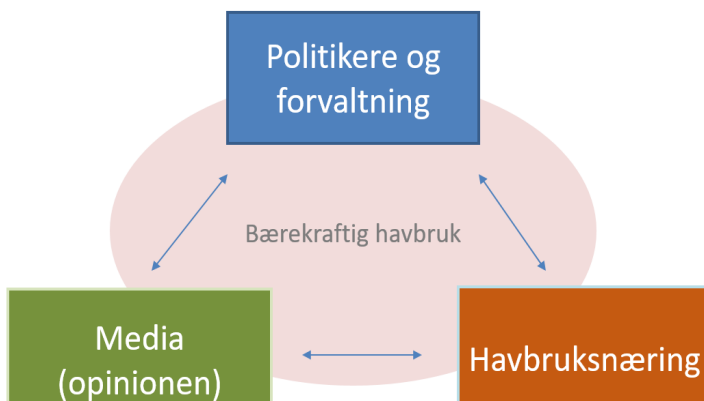 Politikere og
forvaltning
Bærekraftig havbruk
Media
(opinionen)
Havbruksnæring